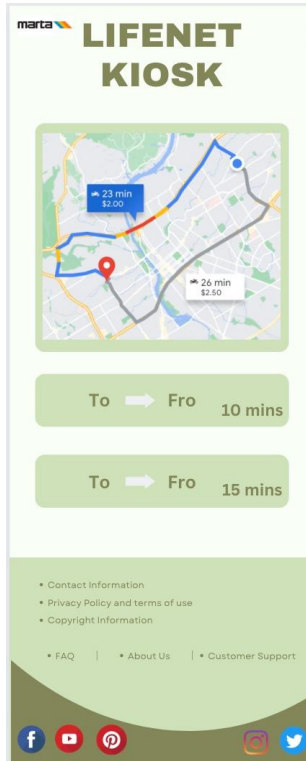 marta
LIFENET
KIOSK
23 min
$2.00
26 min
$2.50
To Fro 10 mins
To Fro 15 mins
• Contact Information
• Privacy Policy and terms of use
• Copyright Information
• FAQ | • About Us | • Customer Support